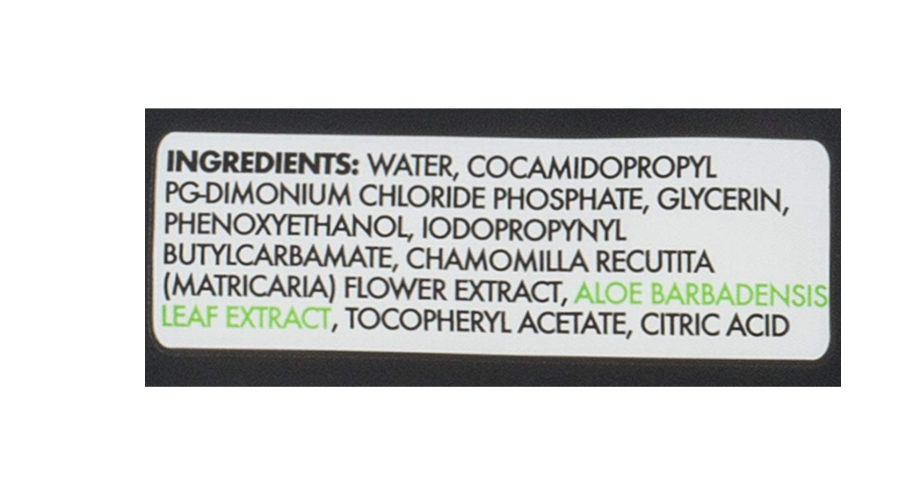 INGREDIENTS: WATER, COCAMIDOPROPYL
PG-DIMONIUM CHLORIDE PHOSPHATE, GLYCERIN,
PHENOXYETHANOL, IODOPROPYNYL
BUTYLCARBAMATE, CHAMOMILLA RECUTITA
(MATRICARIA) FLOWER EXTRACT, ALOE BARBADENSIS
LEAF EXTRACT, TOCOPHERYL ACETATE, CITRIC ACID